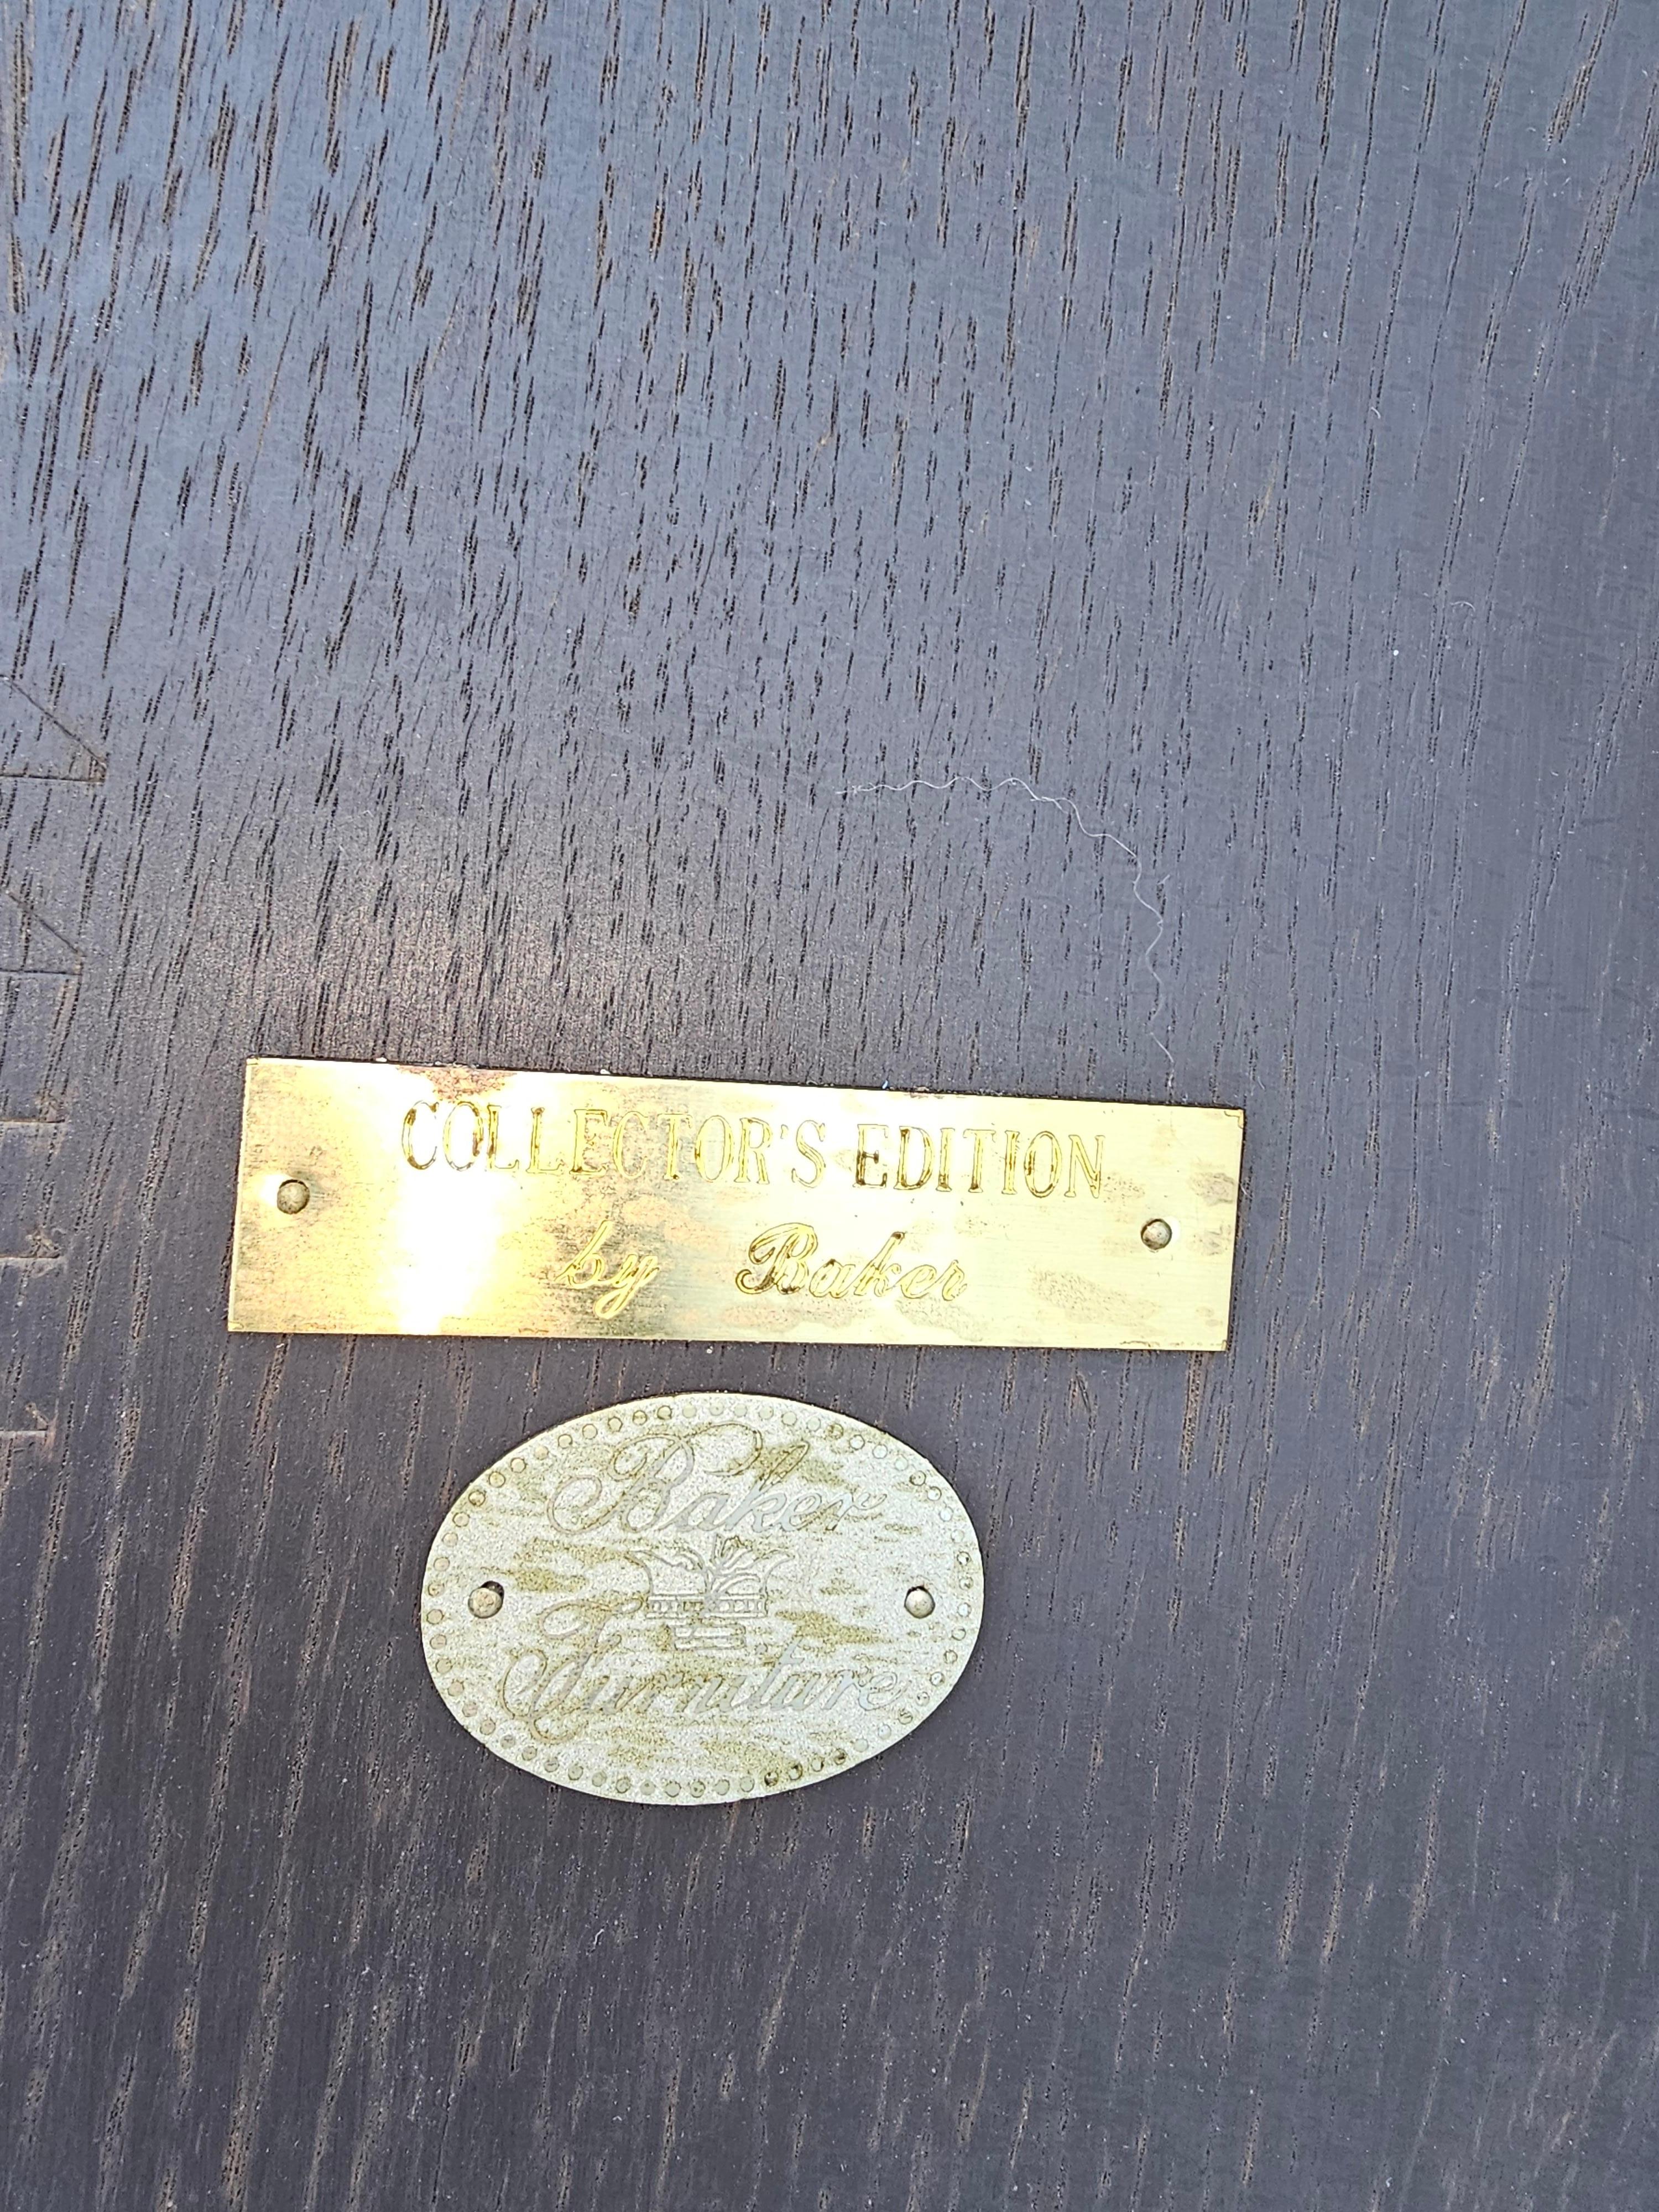 COLLECTOR'S EDITION
by Baker
Baker
Furniture